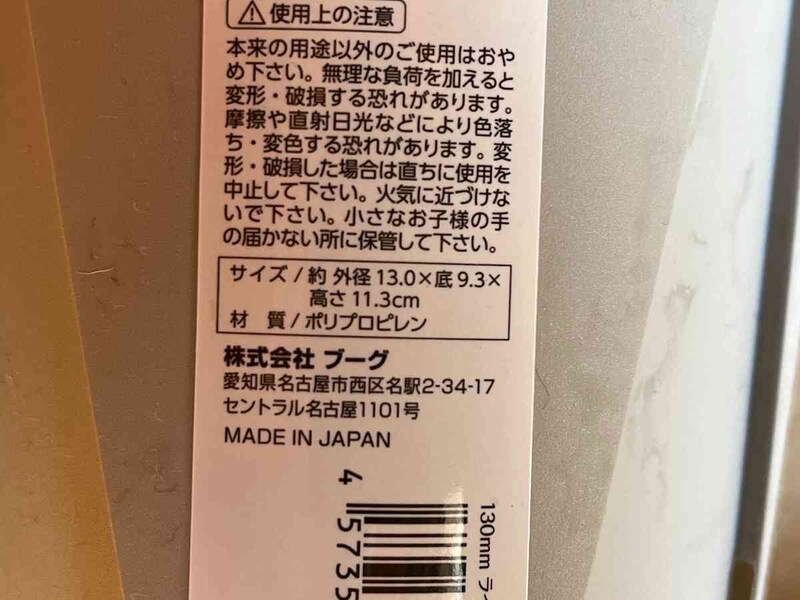 ⚠使用上の注意
本来の用途以外のご使用はおや
め下さい。無理な負荷を加えると
変形・破損する恐れがあります。
摩擦や直射日光などにより色落
ち・変色する恐れがあります。変
形・破損した場合は直ちに使用を
中止して下さい。火気に近づけな
いで下さい。小さなお子様の手
の届かない所に保管して下さい。
サイズ/約 外径13.0×底9.3×
高さ11.3cm
材 質/ポリプロピレン
株式会社 ブーグ
愛知県名古屋市西区名駅2-34-17
セントラル名古屋1101号
MADE IN JAPAN
4 5735
130mm ラ